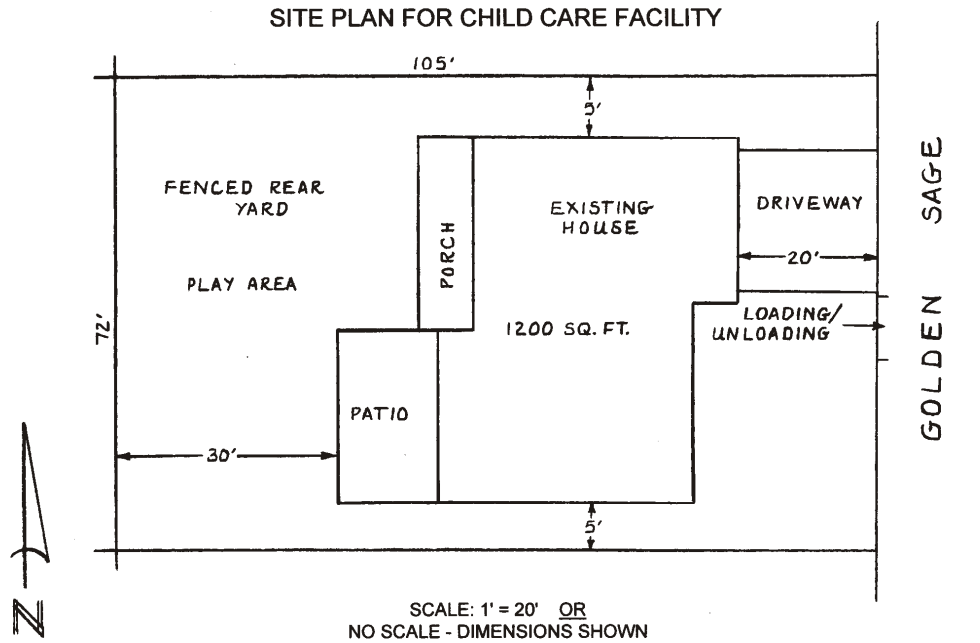 SITE PLAN FOR CHILD CARE FACILITY
105'
5'
FENCED REAR
YARD
PLAY AREA
PORCH
EXISTING
HOUSE
1200 SQ. FT.
DRIVEWAY
20'
LOADING/
UNLOADING
GOLDEN SAGE
72'
PATIO
30'
5'
N
SCALE: 1' = 20' OR
NO SCALE - DIMENSIONS SHOWN